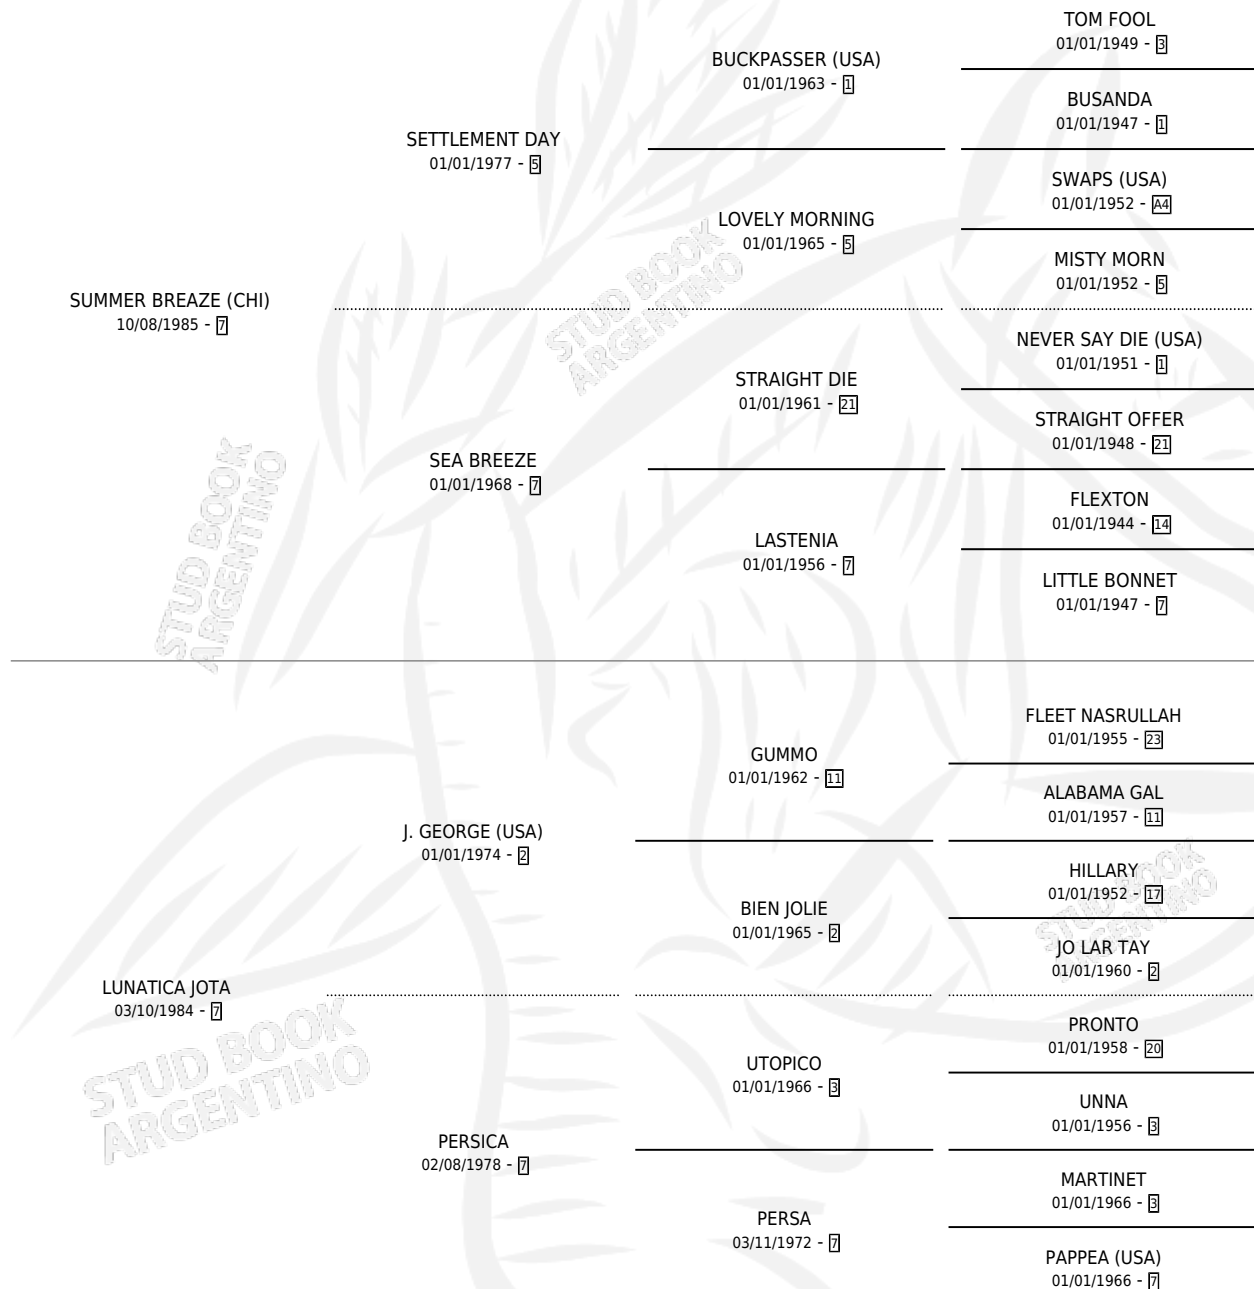 TOM FOOL
01/01/1949 - 3
BUCKPASSER (USA)
01/01/1963 - 1
BUSANDA
01/01/1947 - 1
SETTLEMENT DAY
01/01/1977 - 5
SWAPS (USA)
01/01/1952 - A4
LOVELY MORNING
01/01/1965 - 5
MISTY MORN
01/01/1952 - 5
SUMMER BREAZE (CHI)
10/08/1985 - 7
NEVER SAY DIE (USA)
01/01/1951 - 1
STRAIGHT DIE
01/01/1961 - 21
STRAIGHT OFFER
01/01/1948 - 21
SEA BREEZE
01/01/1968 - 7
FLEXTON
01/01/1944 - 14
LASTENIA
01/01/1956 - 7
LITTLE BONNET
01/01/1947 - 7
FLEET NASRULLAH
01/01/1955 - 23
GUMMO
01/01/1962 - 11
ALABAMA GAL
01/01/1957 - 11
J. GEORGE (USA)
01/01/1974 - 2
HILLARY
01/01/1952 - 17
BIEN JOLIE
01/01/1965 - 2
JO LAR TAY
01/01/1960 - 2
LUNATICA JOTA
03/10/1984 - 7
PRONTO
01/01/1958 - 20
UTOPICO
01/01/1966 - 3
UNNA
01/01/1956 - 3
PERSICA
02/08/1978 - 7
MARTINET
01/01/1966 - 3
PERSA
03/11/1972 - 7
PAPPEA (USA)
01/01/1966 - 7
STUD BOOK
ARGENTINO
STUD BOOK
ARGENTINO
STUD BOOK
ARGENTINO
STUD BOOK
ARGENTINO